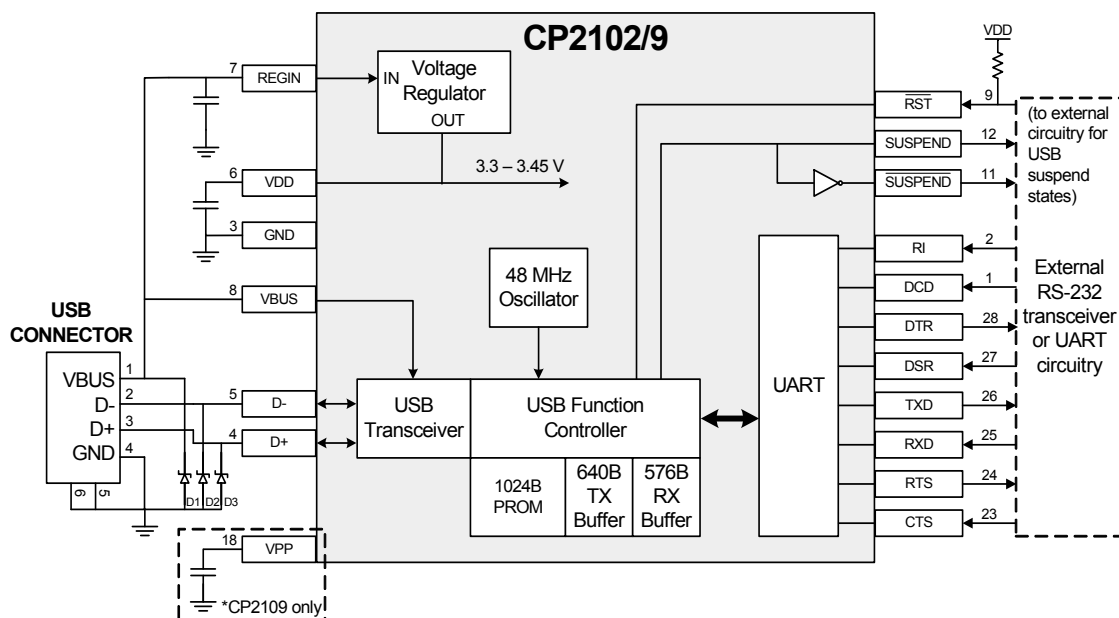 CP2102/9
VDD
7
REGIN
IN
Voltage
Regulator
OUT
3.3 – 3.45 V
6
VDD
3
GND
8
VBUS
48 MHz
Oscillator
USB
CONNECTOR
VBUS
D-
D+
GND
1
2
3
4
6
5
D1
D2
D3
5
D-
4
D+
USB
Transceiver
USB Function
Controller
1024B
PROM
640B
TX
Buffer
576B
RX
Buffer
UART
18
VPP
*CP2109 only
RST
9
SUSPEND
12
SUSPEND
11
RI
2
DCD
1
DTR
28
DSR
27
TXD
26
RXD
25
RTS
24
CTS
23
(to external
circuitry for
USB
suspend
states)
External
RS-232
transceiver
or UART
circuitry